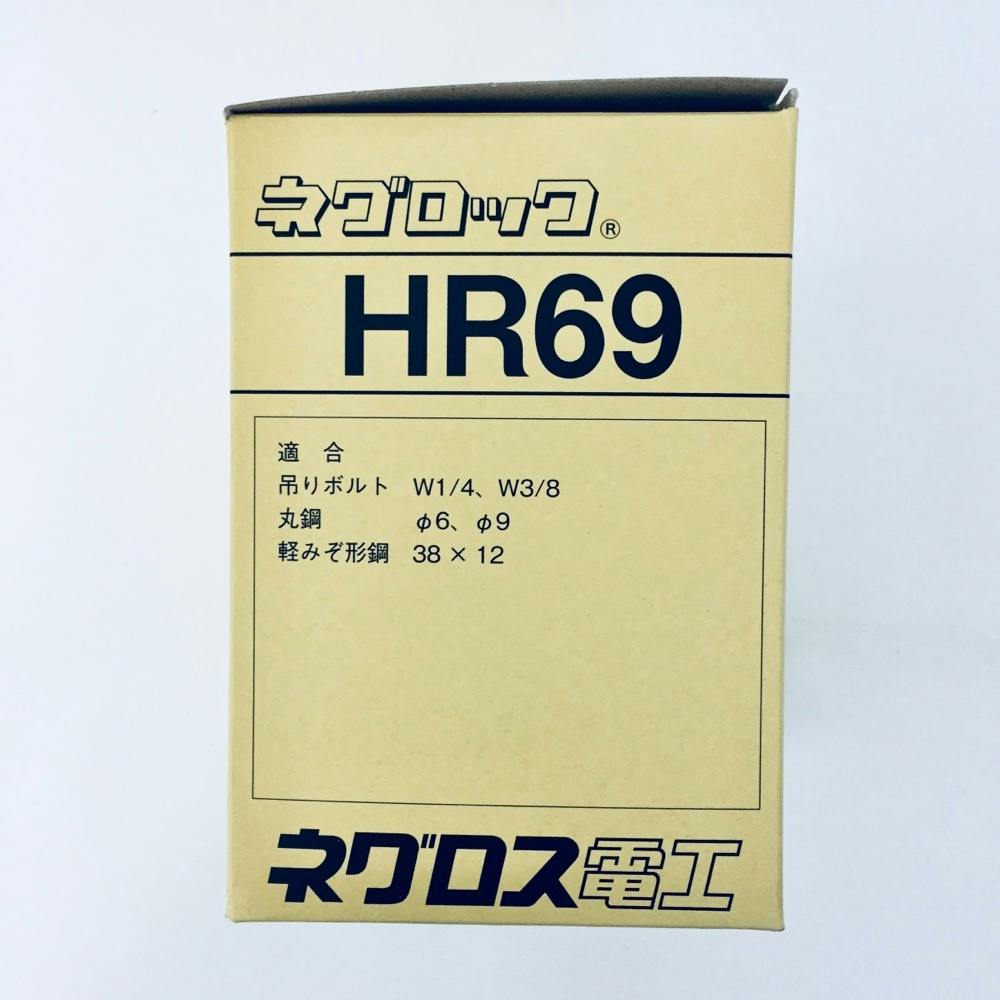 ネグロック®
HR69
適 合
吊りボルト W1/4、W3/8
丸鋼 φ6、φ9
軽みぞ形鋼 38×12
ネグロス電工